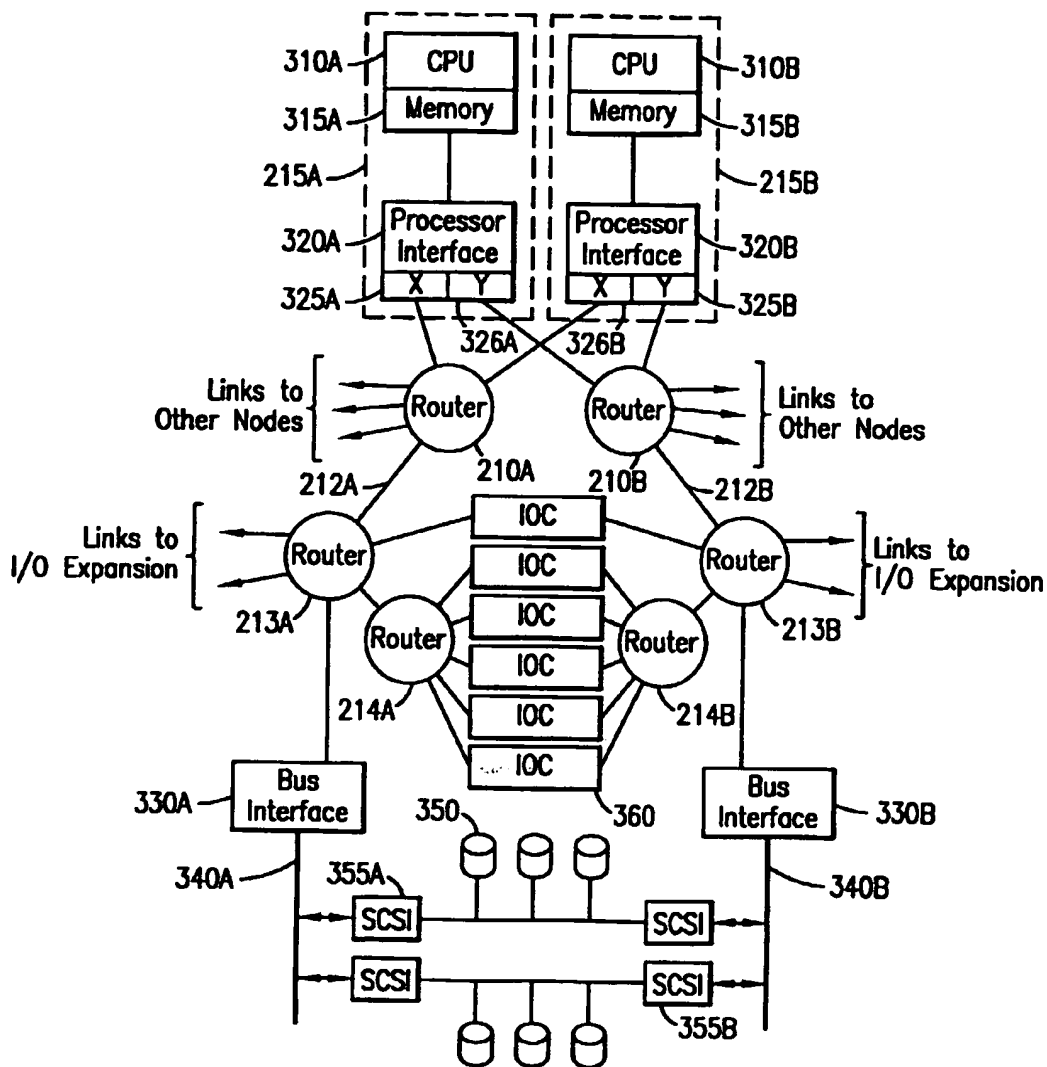 310A
CPU
CPU
310B
315A
Memory
Memory
315B
215A
215B
320A
Processor
Interface
Processor
Interface
320B
325A
X
Y
X
Y
325B
326A
326B
Links to
Other Nodes
Router
Router
Links to
Other Nodes
212A
210A
210B
212B
Links to
I/O Expansion
Router
IOC
Router
Links to
I/O Expansion
IOC
213A
Router
IOC
Router
213B
IOC
214A
IOC
214B
IOC
330A
Bus
Interface
350
360
Bus
Interface
330B
340A
355A
340B
SCSI
SCSI
SCSI
SCSI
355B